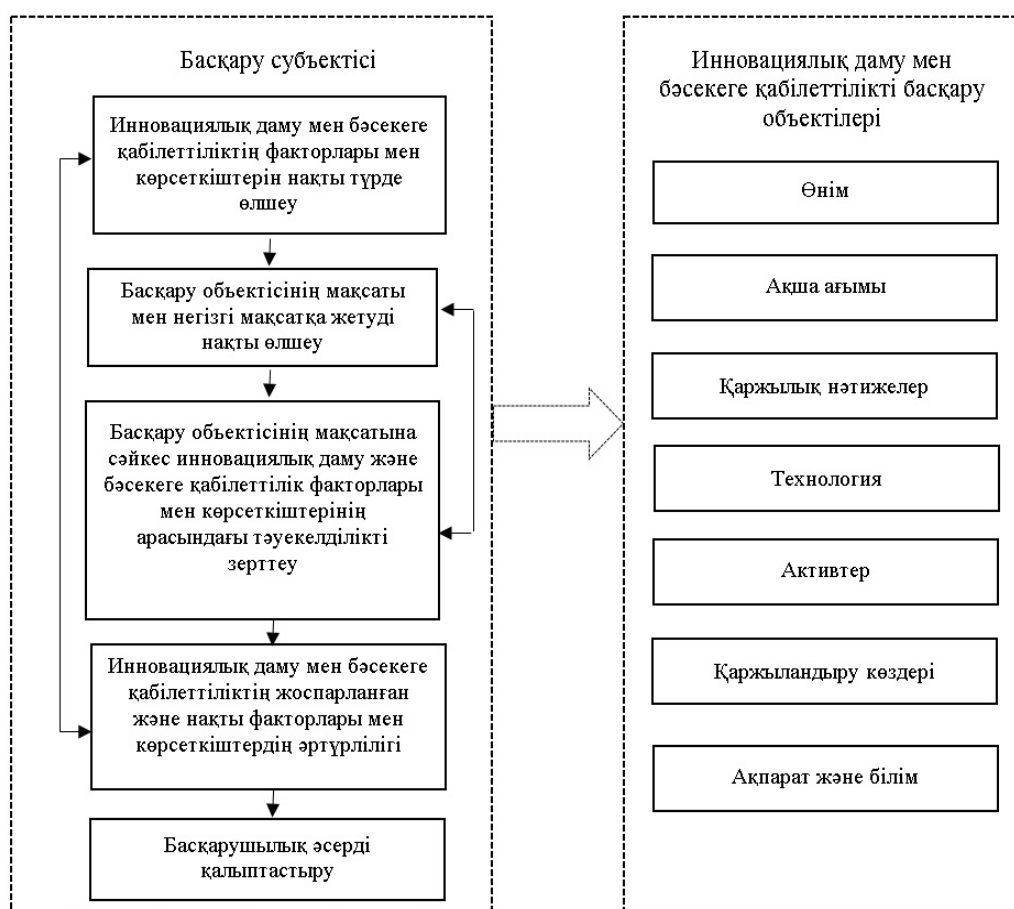 Басқару субъектісі
Инновациялық даму мен бәсекеге
қабілеттіліктің факторлары мен
көрсеткіштерін нақты түрде
өлшеу
Басқару объектісінің мақсаты
мен негізгі мақсатқа жетуді
нақты өлшеу
Басқару объектісінің мақсатына
сәйкес инновациялық даму және
бәсекеге қабілеттілік факторлары
мен көрсеткіштерінің
арасындағы тәуекелділікті
зерттеу
Инновациялық даму мен бәсекеге
қабілеттіліктің жоспарланған
және нақты факторлары мен
көрсеткіштердің әртүрлілігі
Басқарушылық әсерді
қалыптастыру
Инновациялық даму мен
бәсекеге қабілеттілікті басқару
объектілері
Өнім
Ақша ағымы
Қаржылық нәтижелер
Технология
Активтер
Қаржыландыру көздері
Ақпарат және білім